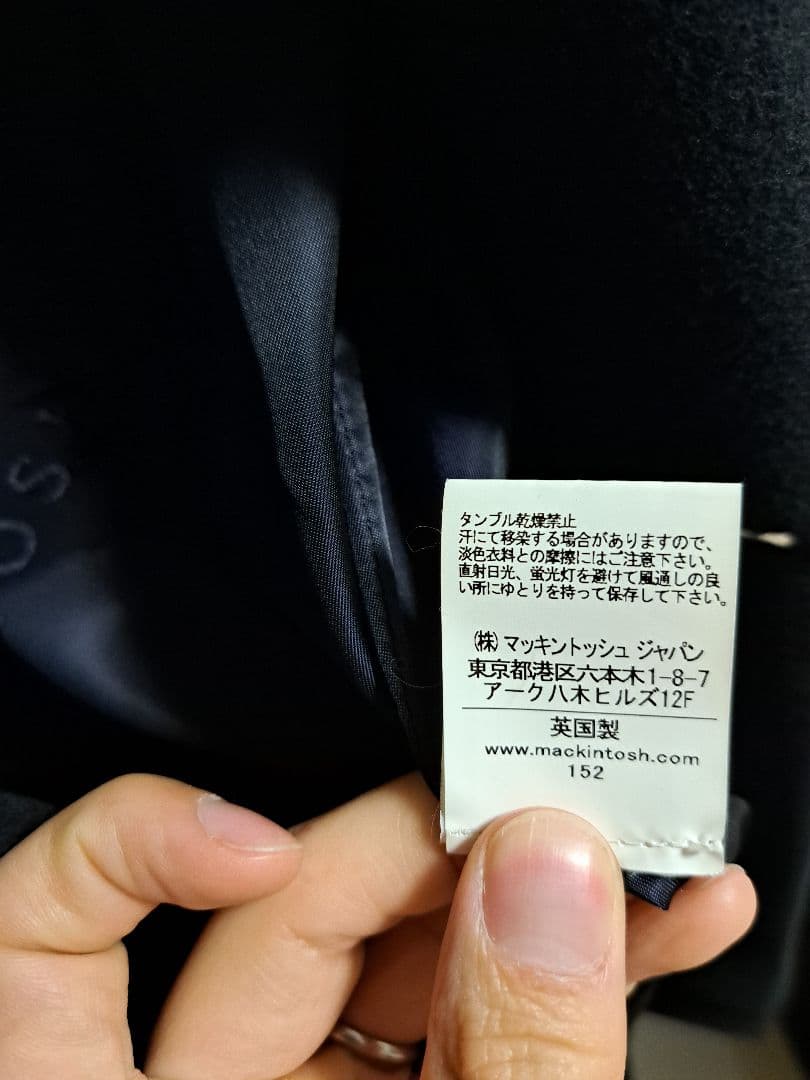 タンブル乾燥禁止
汗にて移染する場合がありますので、
淡色衣料との摩擦にはご注意下さい。
直射日光、蛍光灯を避けて風通しの良
い所にゆとりを持って保存して下さい。
(株)マッキントッシュ ジャパン
東京都港区六本木1-8-7
アーク八木ヒルズ12F
英国製
www.mackintosh.com
152
OS